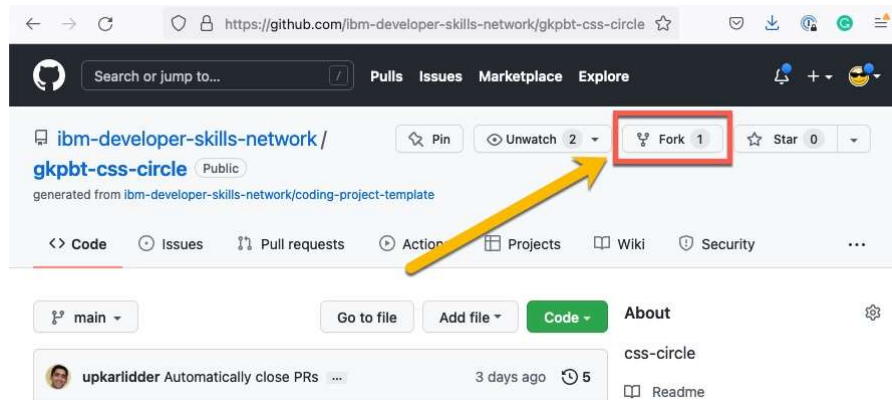 https://github.com/ibm-developer-skills-network/gkpbt-css-circle
Search or jump to... / Pulls Issues Marketplace Explore
ibm-developer-skills-network / Pin Unwatch 2 Fork 1 Star 0
gkpbt-css-circle Public
generated from ibm-developer-skills-network/coding-project-template
<> Code Issues Pull requests Action Projects Wiki Security ...
main Go to file Add file Code About
css-circle
upkarlidder Automatically close PRs ... 3 days ago 5
Readme